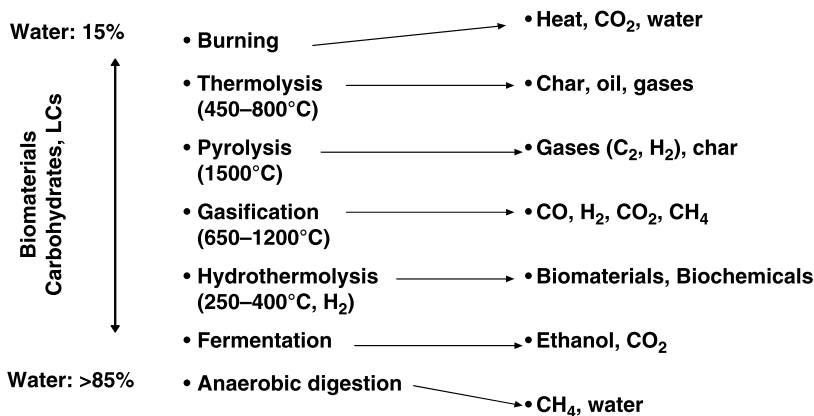 Water: 15%
Biomaterials
Carbohydrates, LCs
Water: >85%
• Burning
• Heat, CO₂, water
• Thermolysis
(450–800°C)
• Char, oil, gases
• Pyrolysis
(1500°C)
• Gases (C₂, H₂), char
• Gasification
(650–1200°C)
• CO, H₂, CO₂, CH₄
• Hydrothermolysis
(250–400°C, H₂)
• Biomaterials, Biochemicals
• Fermentation
• Ethanol, CO₂
• Anaerobic digestion
• CH₄, water